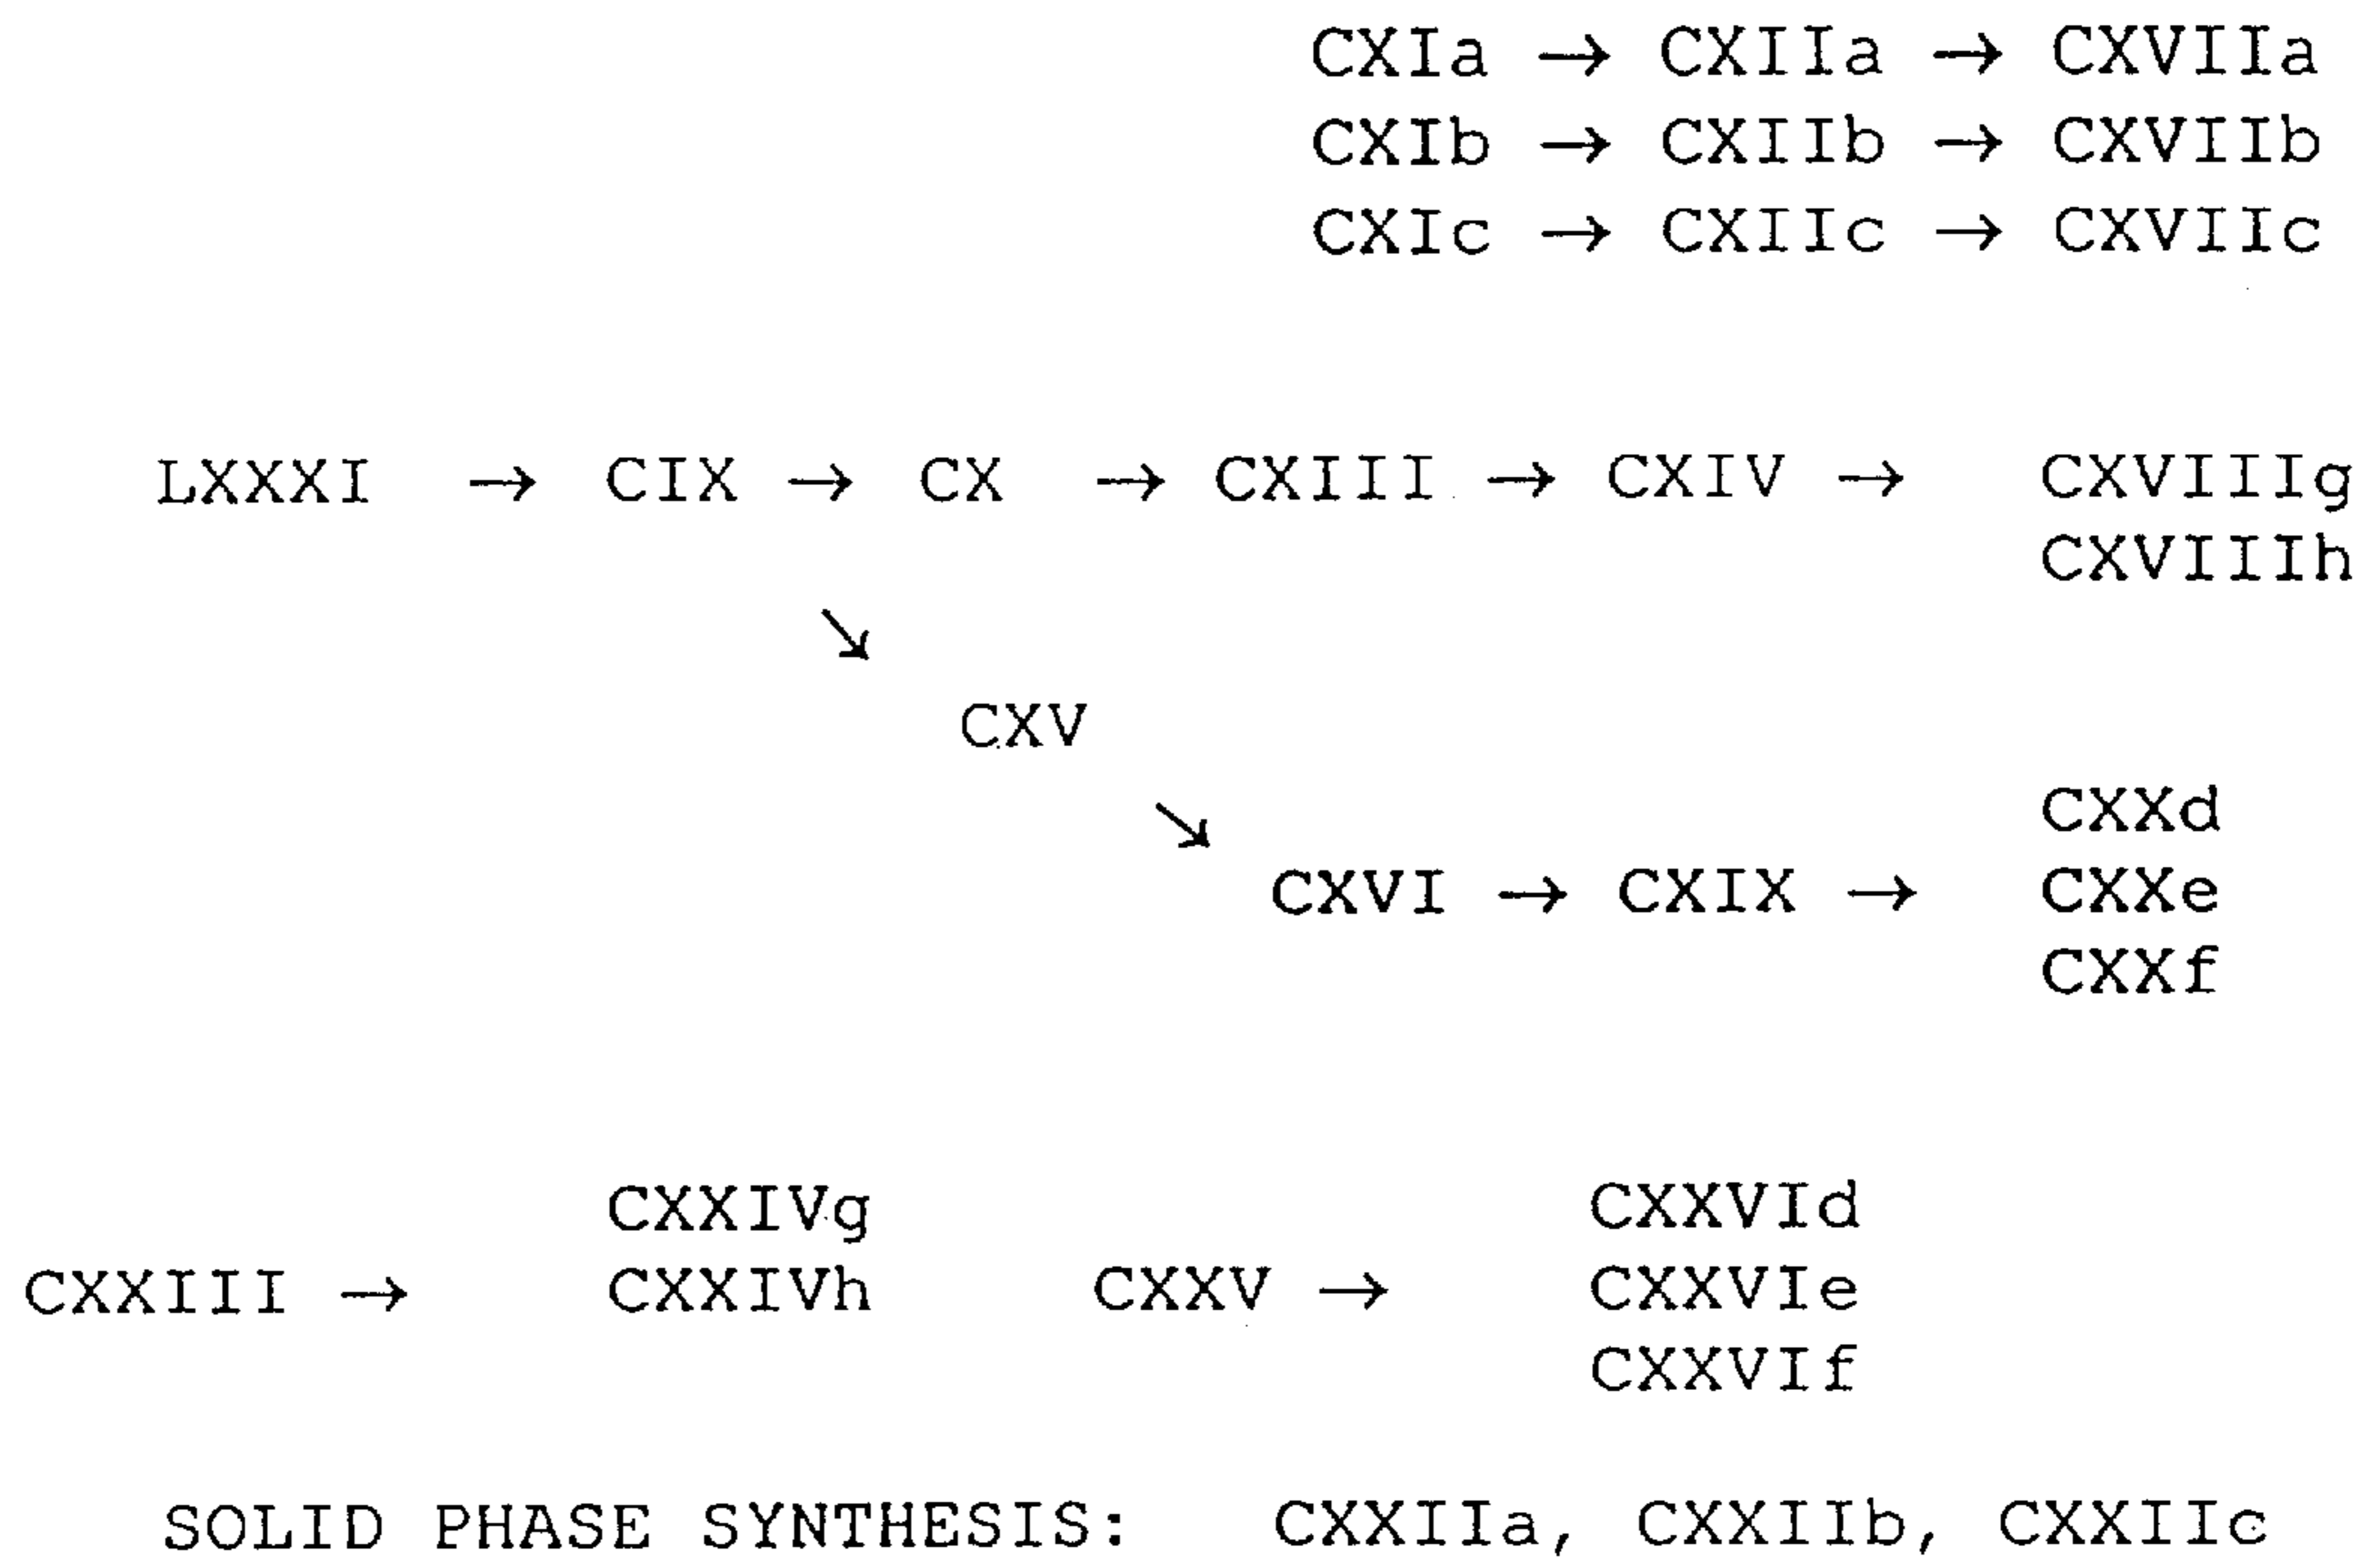 CXIa → CXIIa → CXVIIa
CXIb → CXIIb → CXVIIb
CXIc → CXIIc → CXVIIc
LXXXI → CIX → CX → CXIII → CXIV → CXVIIIg
CXVIIIh
↘
CXV
↘
CXXd
CXVI → CXIX → CXXe
CXXf
CXXIVg CXXVId
CXXIII → CXXIVh CXXV → CXXVIe
CXXVIf
SOLID PHASE SYNTHESIS: CXXIIa, CXXIIb, CXXIIc